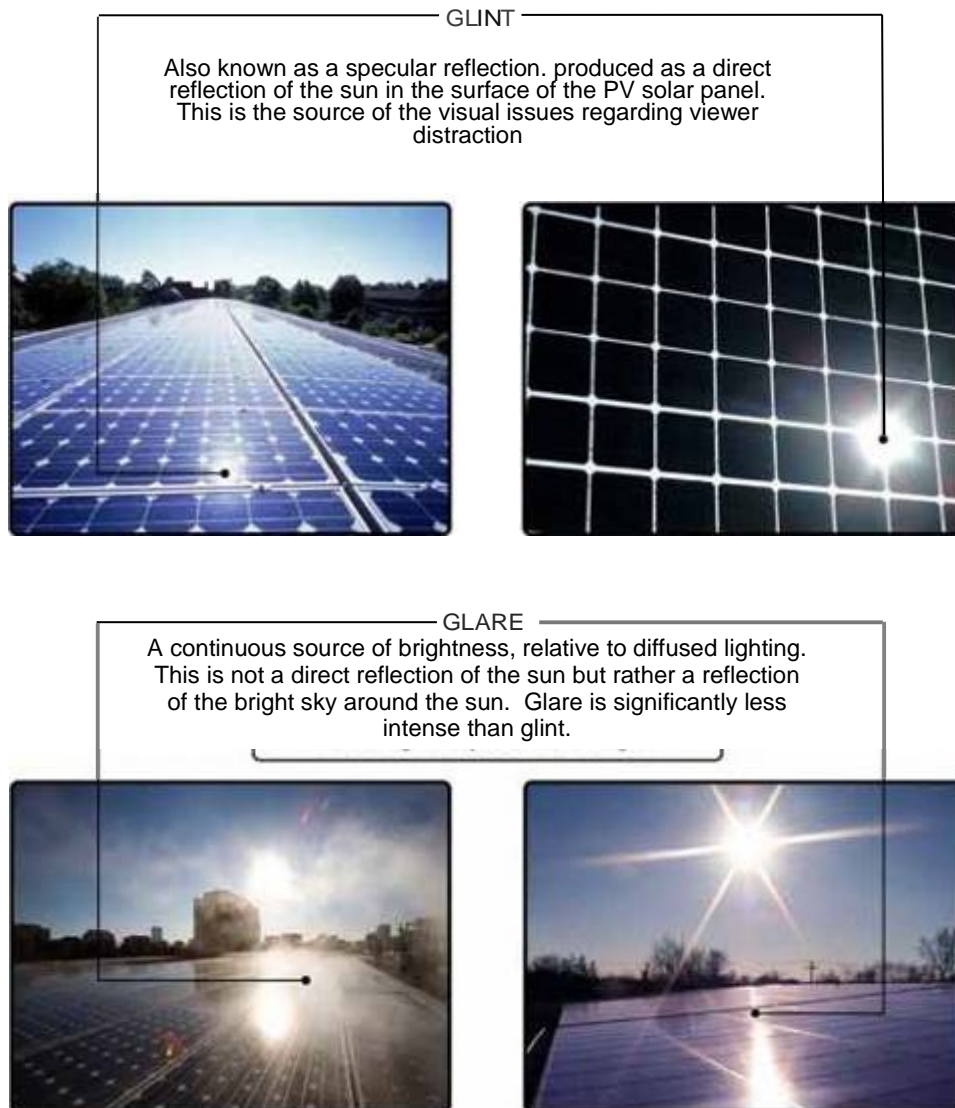 GLINT
Also known as a specular reflection. produced as a direct
reflection of the sun in the surface of the PV solar panel.
This is the source of the visual issues regarding viewer
distraction
GLARE
A continuous source of brightness, relative to diffused lighting.
This is not a direct reflection of the sun but rather a reflection
of the bright sky around the sun. Glare is significantly less
intense than glint.